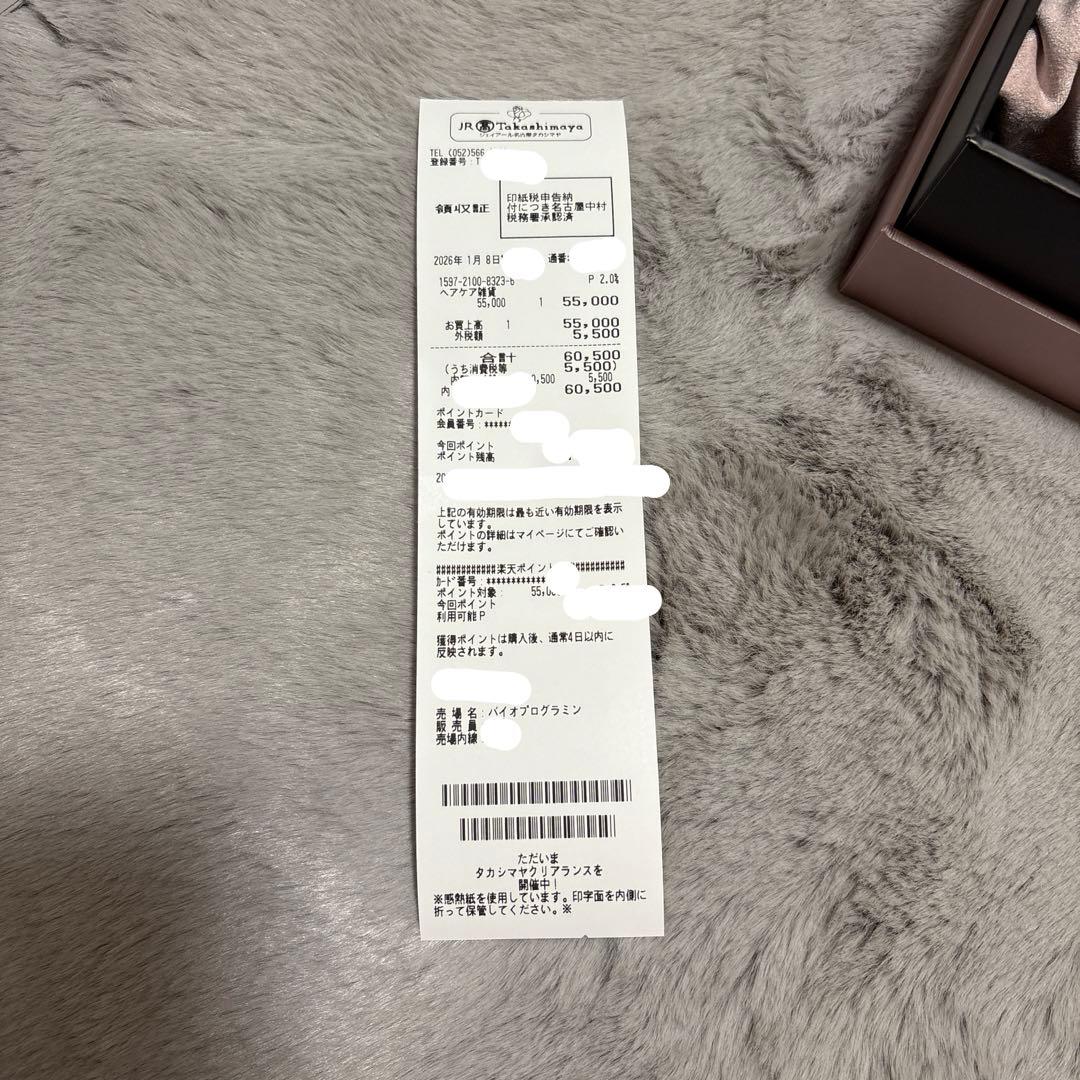 JR 髙 Takashimaya
ジェイアール名古屋タカシマヤ
TEL (052)566
登録番号:T
領収証
印紙税申告納
付につき名古屋中村
税務署承認済
2026年 1月 8日 通番:
1597-2100-8323-6 P 2.0%
ヘアケア雑貨
55,000 1 55,000
お買上高 1 55,000
外税額 5,500
合計 60,500
(うち消費税等 5,500)
5,500
内 60,500
ポイントカード
会員番号:*****
今回ポイント
ポイント残高
20
上記の有効期限は最も近い有効期限を表示
しています。
ポイントの詳細はマイページにてご確認い
ただけます。
############楽天ポイント###########
カード番号:***********
ポイント対象: 55,0
今回ポイント
利用可能P
獲得ポイントは購入後、通常4日以内に
反映されます。
売 場 名:バイオプログラミン
販 売 員
売場内線:
ただいま
タカシマヤクリアランスを
開催中!
※感熱紙を使用しています。印字面を内側に
折って保管してください。※